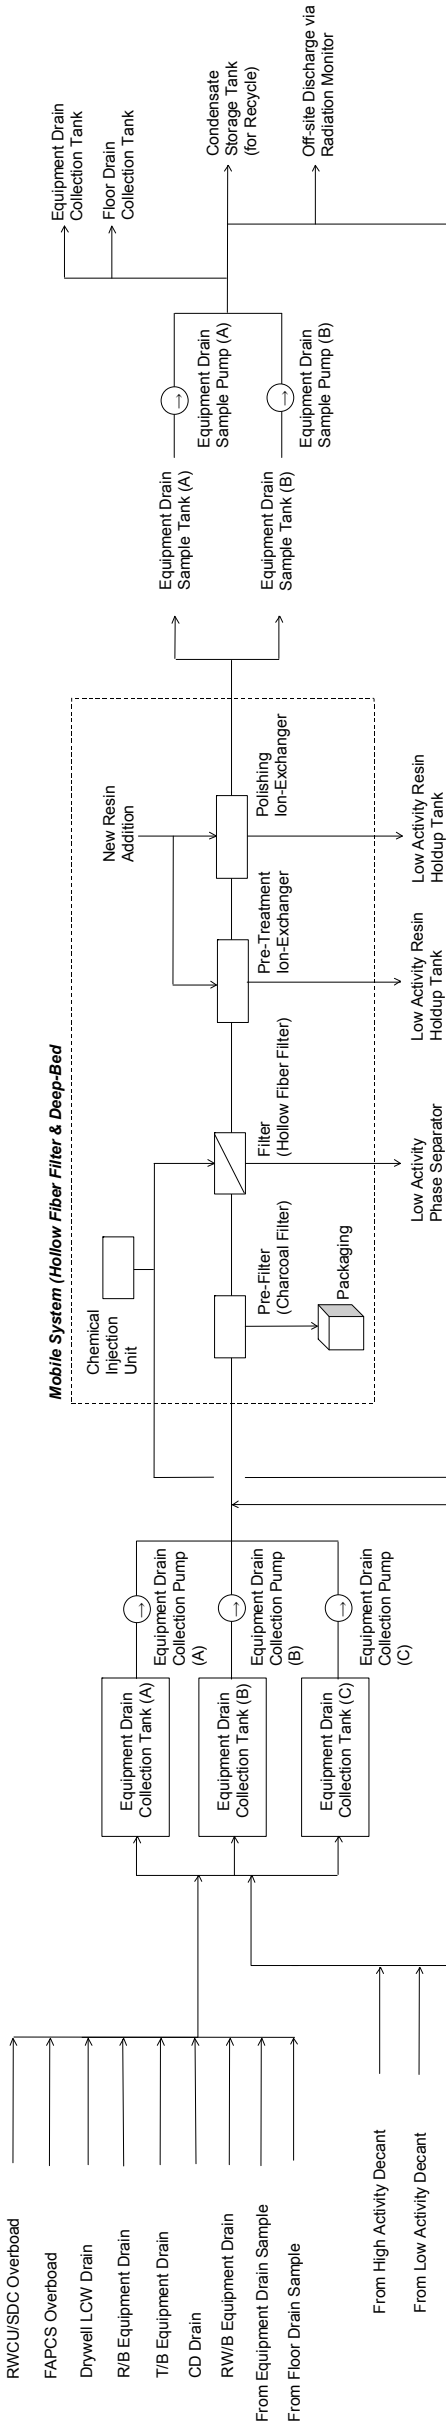 RWCU/SDC Overboad
FAPCS Overboad
Drywell LCW Drain
R/B Equipment Drain
T/B Equipment Drain
CD Drain
RW/B Equipment Drain
From Equipment Drain Sample
From Floor Drain Sample
From High Activity Decant
From Low Activity Decant
Equipment Drain
Collection Tank (A)
Equipment Drain
Collection Tank (B)
Equipment Drain
Collection Tank (C)
Equipment Drain
Collection Pump
(A)
Equipment Drain
Collection Pump
(B)
Equipment Drain
Collection Pump
(C)
Mobile System (Hollow Fiber Filter & Deep-Bed
Chemical
Injection
Unit
New Resin
Addition
Pre-Filter
(Charcoal Filter)
Packaging
Filter
(Hollow Fiber Filter)
Pre-Treatment
Ion-Exchanger
Polishing
Ion-Exchanger
Low Activity
Phase Separator
Low Activity Resin
Holdup Tank
Low Activity Resin
Holdup Tank
Equipment Drain
Sample Tank (A)
Equipment Drain
Sample Tank (B)
Equipment Drain
Sample Pump (A)
Equipment Drain
Sample Pump (B)
Equipment Drain
Collection Tank
Floor Drain
Collection Tank
Condensate
Storage Tank
(for Recycle)
Off-site Discharge via
Radiation Monitor